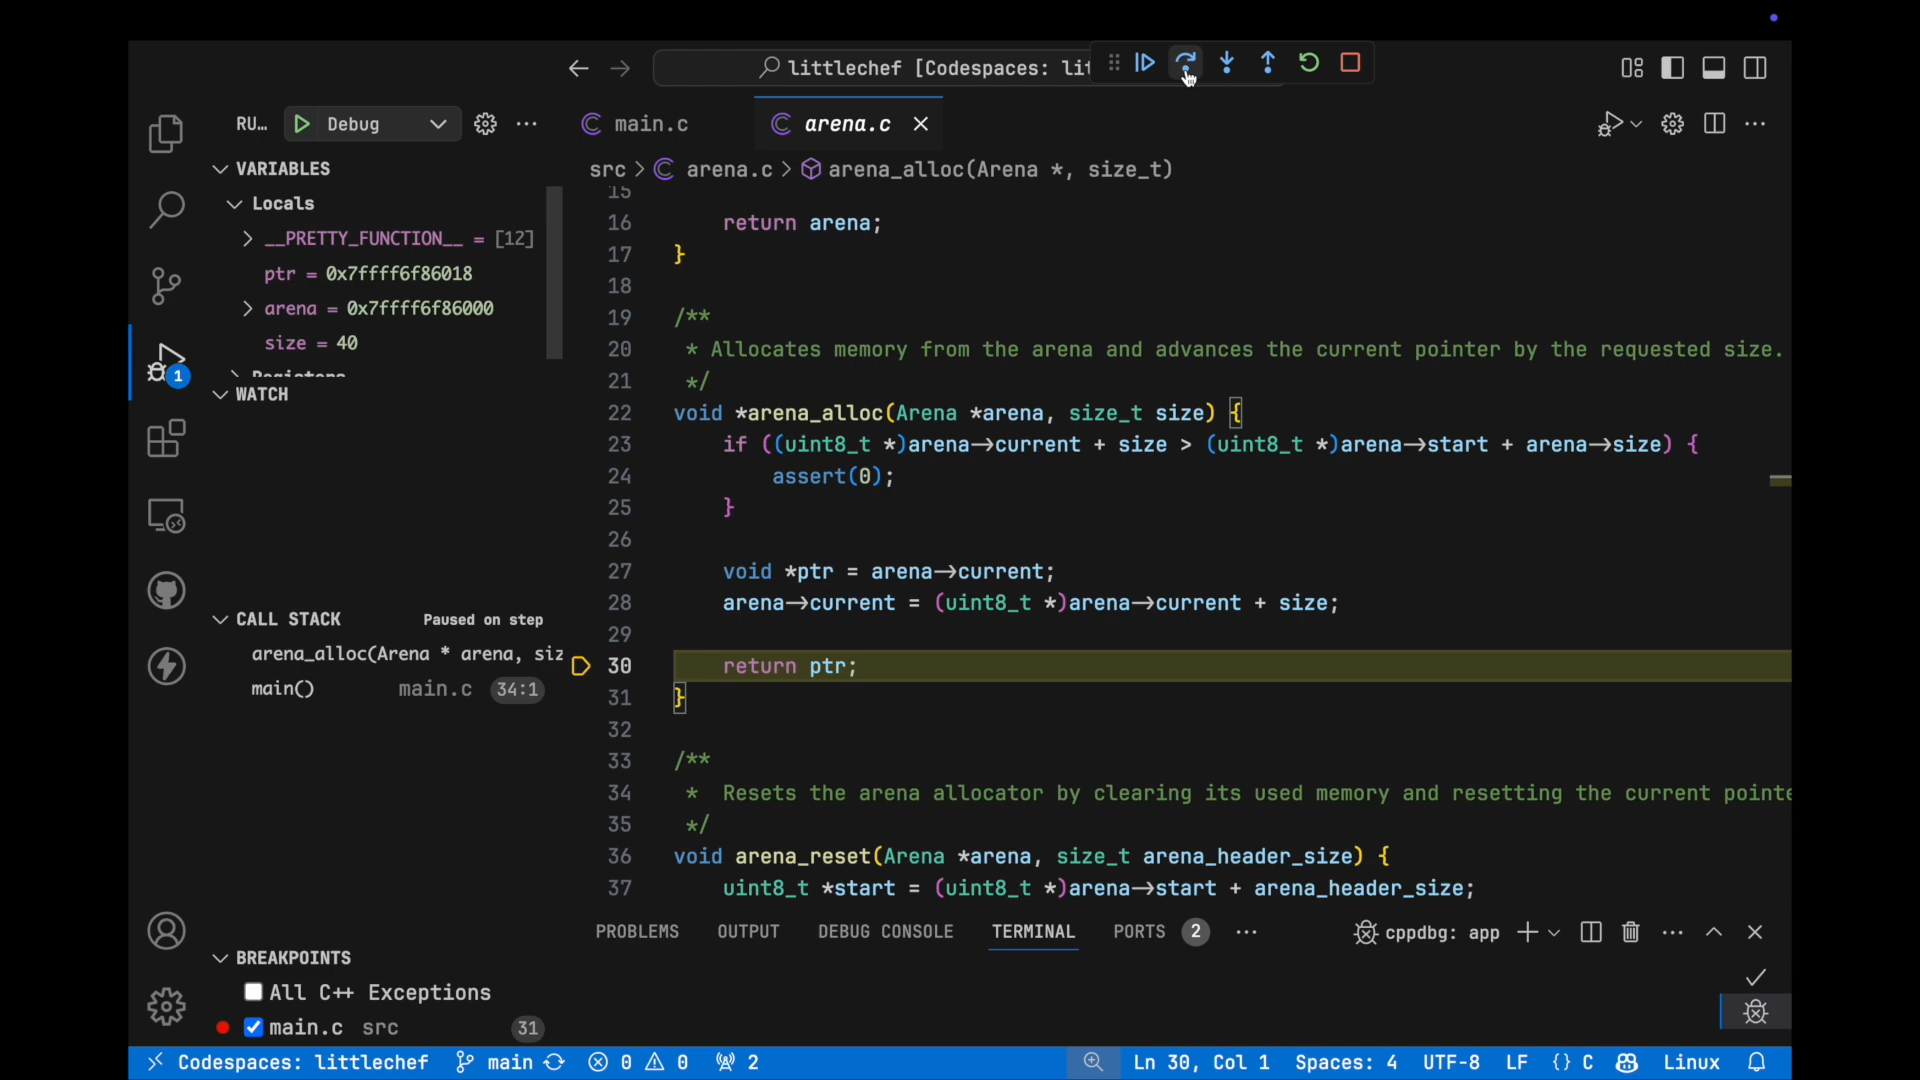 littlechef [Codespaces: lit
RU... Debug
main.c
arena.c
VARIABLES
src > arena.c > arena_alloc(Arena *, size_t)
Locals
__PRETTY_FUNCTION__ = [12]
ptr = 0x7ffff6f86018
arena = 0x7ffff6f86000
size = 40
Registers
WATCH
CALL STACK Paused on step
arena_alloc(Arena * arena, siz
main() main.c 34:1
BREAKPOINTS
All C++ Exceptions
main.c src 31
15
16 return arena;
17 }
18
19 /**
20 * Allocates memory from the arena and advances the current pointer by the requested size.
21 */
22 void *arena_alloc(Arena *arena, size_t size) {
23 if ((uint8_t *)arena->current + size > (uint8_t *)arena->start + arena->size) {
24 assert(0);
25 }
26
27 void *ptr = arena->current;
28 arena->current = (uint8_t *)arena->current + size;
29
30 return ptr;
31 }
32
33 /**
34 * Resets the arena allocator by clearing its used memory and resetting the current pointe
35 */
36 void arena_reset(Arena *arena, size_t arena_header_size) {
37 uint8_t *start = (uint8_t *)arena->start + arena_header_size;
PROBLEMS OUTPUT DEBUG CONSOLE TERMINAL PORTS 2 ... cppdbg: app
1
Codespaces: littlechef main 0 0 2 Ln 30, Col 1 Spaces: 4 UTF-8 LF {} C Linux